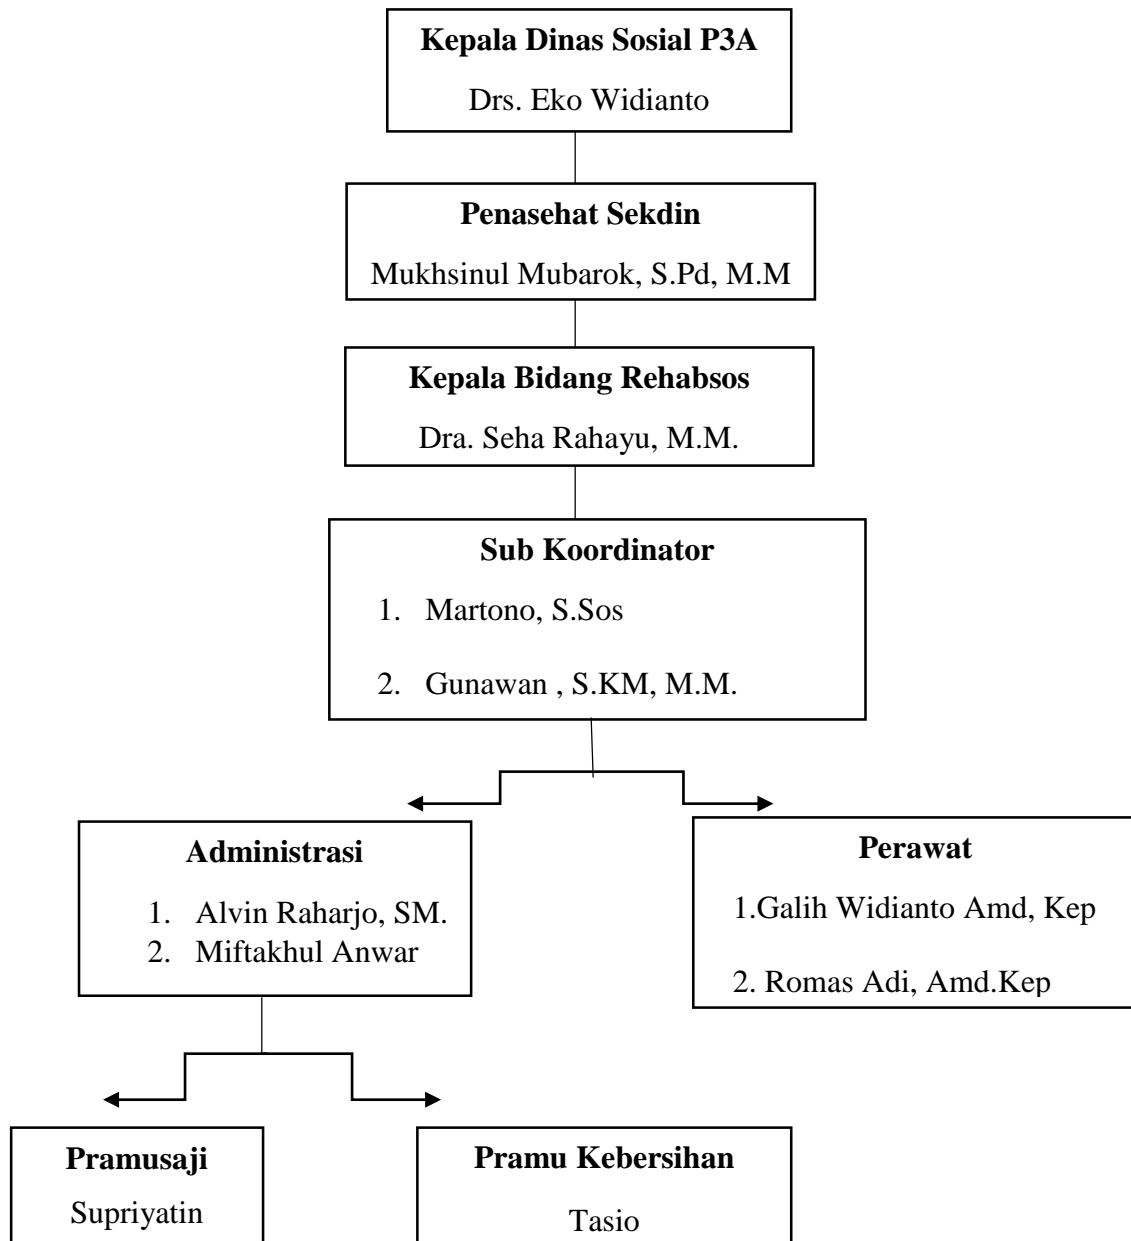 Kepala Dinas Sosial P3A
Drs. Eko Widianto
Penasehat Sekdin
Mukhsinul Mubarok, S.Pd, M.M
Kepala Bidang Rehabsos
Dra. Seha Rahayu, M.M.
Sub Koordinator
1. Martono, S.Sos
2. Gunawan , S.KM, M.M.
Administrasi
1. Alvin Raharjo, SM.
2. Miftakhul Anwar
Perawat
1.Galih Widianto Amd, Kep
2. Romas Adi, Amd.Kep
Pramusaji
Supriyatin
Pramu Kebersihan
Tasio